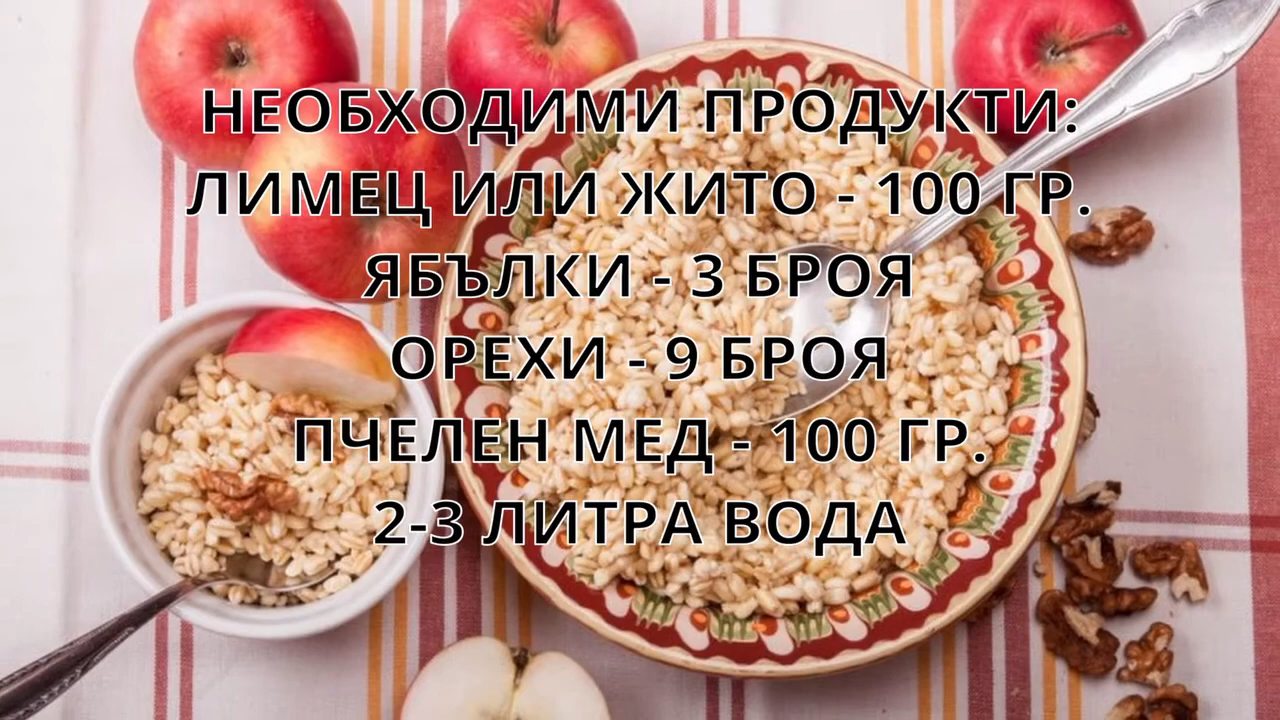 НЕОБХОДИМИ ПРОДУКТИ:
ЛИМЕЦ ИЛИ ЖИТО - 100 ГР.
ЯБЪЛКИ - 3 БРОЯ
ОРЕХИ - 9 БРОЯ
ПЧЕЛЕН МЕД - 100 ГР.
2-3 ЛИТРА ВОДА